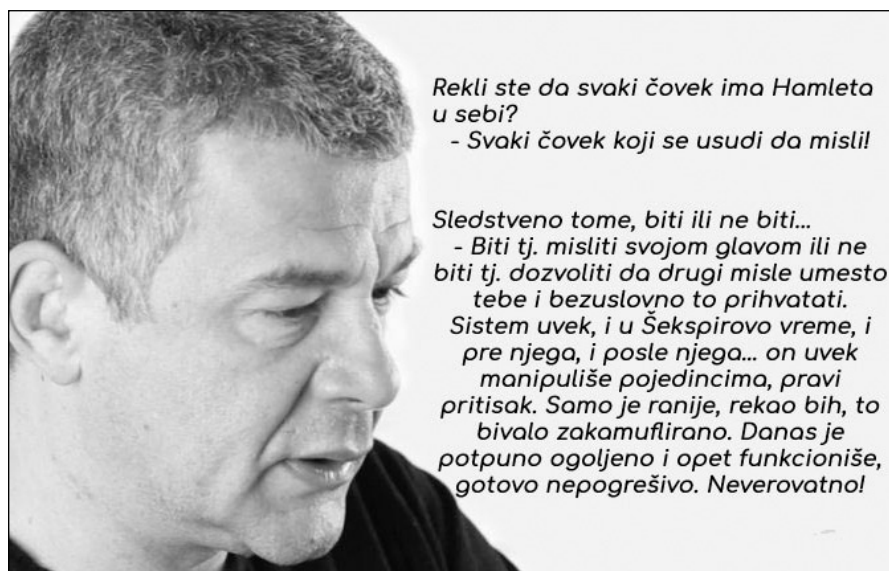 Rekli ste da svaki čovek ima Hamleta
u sebi?
- Svaki čovek koji se usudi da misli!
Sledstveno tome, biti ili ne biti...
- Biti tj. misliti svojom glavom ili ne
biti tj. dozvoliti da drugi misle umesto
tebe i bezuslovno to prihvatati.
Sistem uvek, i u Šekspirovo vreme, i
pre njega, i posle njega... on uvek
manipuliše pojedincima, pravi
pritisak. Samo je ranije, rekao bih, to
bivalo zakamuflirano. Danas je
potpuno ogoljeno i opet funkcioniše,
gotovo nepogrešivo. Neverovatno!